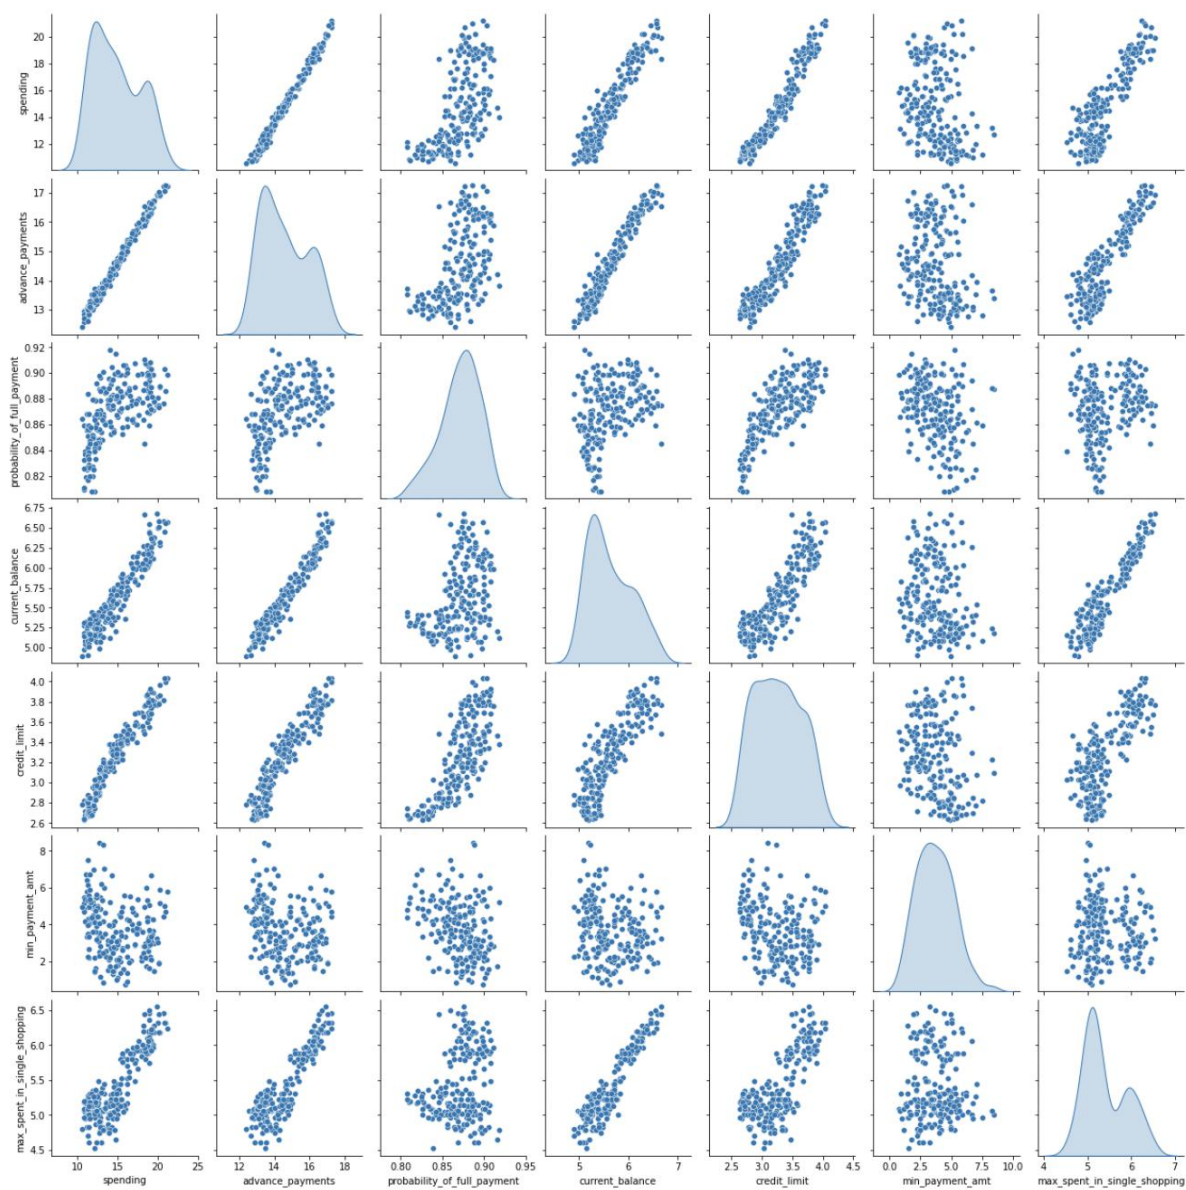 20
18
16
14
12
spending
17
16
15
14
13
advance_payments
0.92
0.90
0.88
0.86
0.84
0.82
probability_of_full_payment
6.75
6.50
6.25
6.00
5.75
5.50
5.25
5.00
current_balance
4.0
3.8
3.6
3.4
3.2
3.0
2.8
2.6
credit_limit
8
6
4
2
min_payment_amt
6.5
6.0
5.5
5.0
4.5
max_spent_in_single_shopping
10 15 20 25
spending
12 14 16 18
advance_payments
0.80 0.85 0.90 0.95
probability_of_full_payment
5 6 7
current_balance
2.5 3.0 3.5 4.0 4.5
credit_limit
0.0 2.5 5.0 7.5 10.0
min_payment_amt
4 5 6 7
max_spent_in_single_shopping